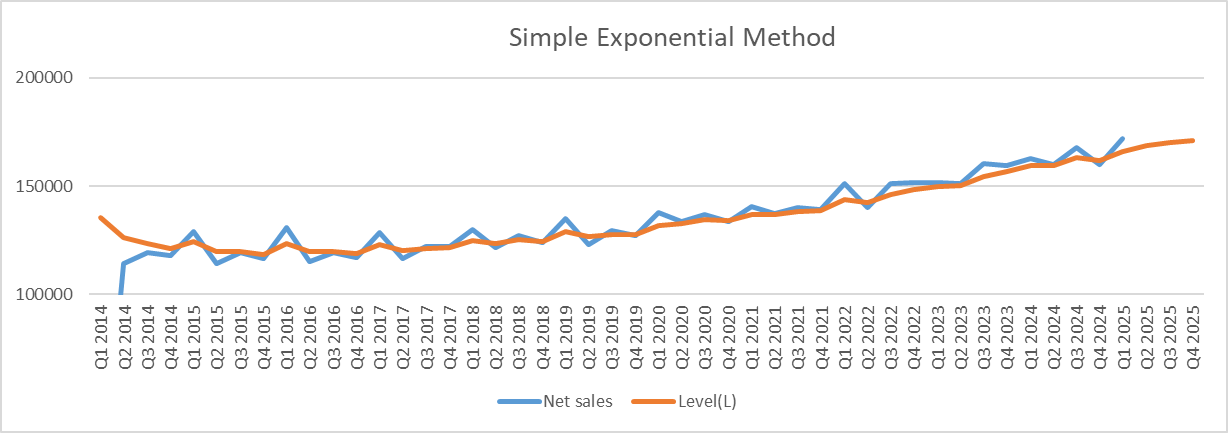 Simple Exponential Method
200000
150000
100000
Q1 2014
Q2 2014
Q3 2014
Q4 2014
Q1 2015
Q2 2015
Q3 2015
Q4 2015
Q1 2016
Q2 2016
Q3 2016
Q4 2016
Q1 2017
Q2 2017
Q3 2017
Q4 2017
Q1 2018
Q2 2018
Q3 2018
Q4 2018
Q1 2019
Q2 2019
Q3 2019
Q4 2019
Q1 2020
Q2 2020
Q3 2020
Q4 2020
Q1 2021
Q2 2021
Q3 2021
Q4 2021
Q1 2022
Q2 2022
Q3 2022
Q4 2022
Q1 2023
Q2 2023
Q3 2023
Q4 2023
Q1 2024
Q2 2024
Q3 2024
Q4 2024
Q1 2025
Q2 2025
Q3 2025
Q4 2025
Net sales
Level(L)